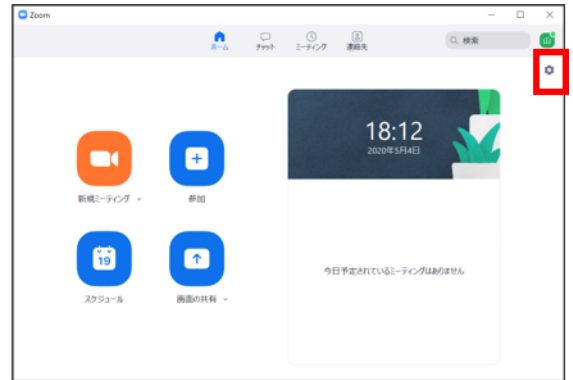 Zoom
ホーム
チャット
ミーティング
連絡先
検索
山
18:12
2020年5月4日
新規ミーティング
参加
19
スケジュール
画面の共有
今日予定されているミーティングはありません